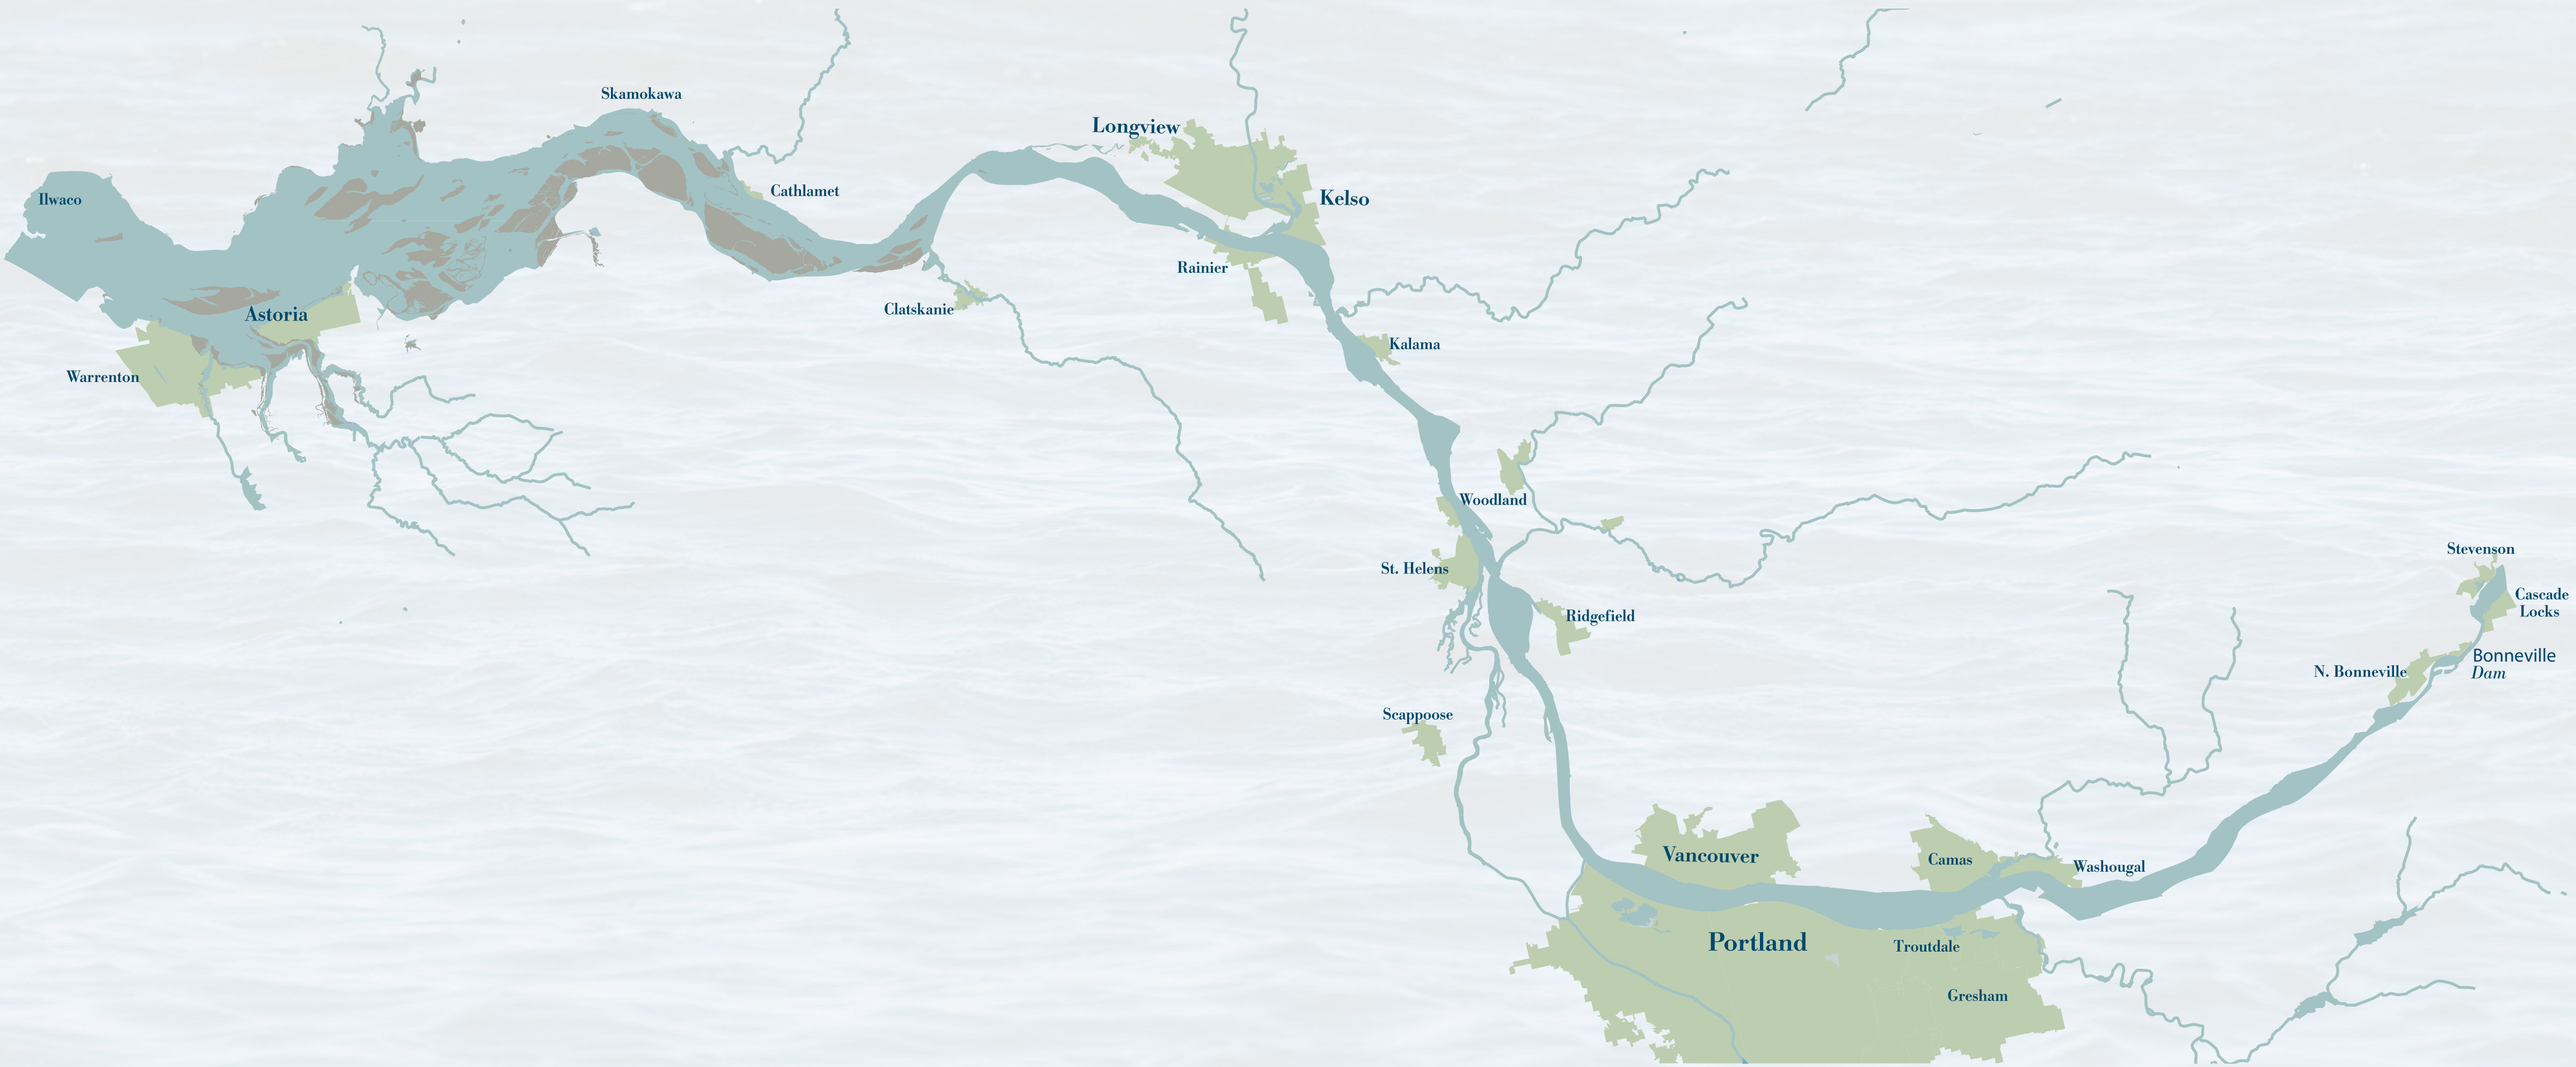 Skamokawa
Longview
Cathlamet
Ilwaco
Kelso
Rainier
Clatskanie
Astoria
Kalama
Warrenton
Woodland
Stevenson
St. Helens
Cascade
Locks
Ridgefield
Bonneville
Dam
N. Bonneville
Scappoose
Vancouver
Camas
Washougal
Portland
Troutdale
Gresham